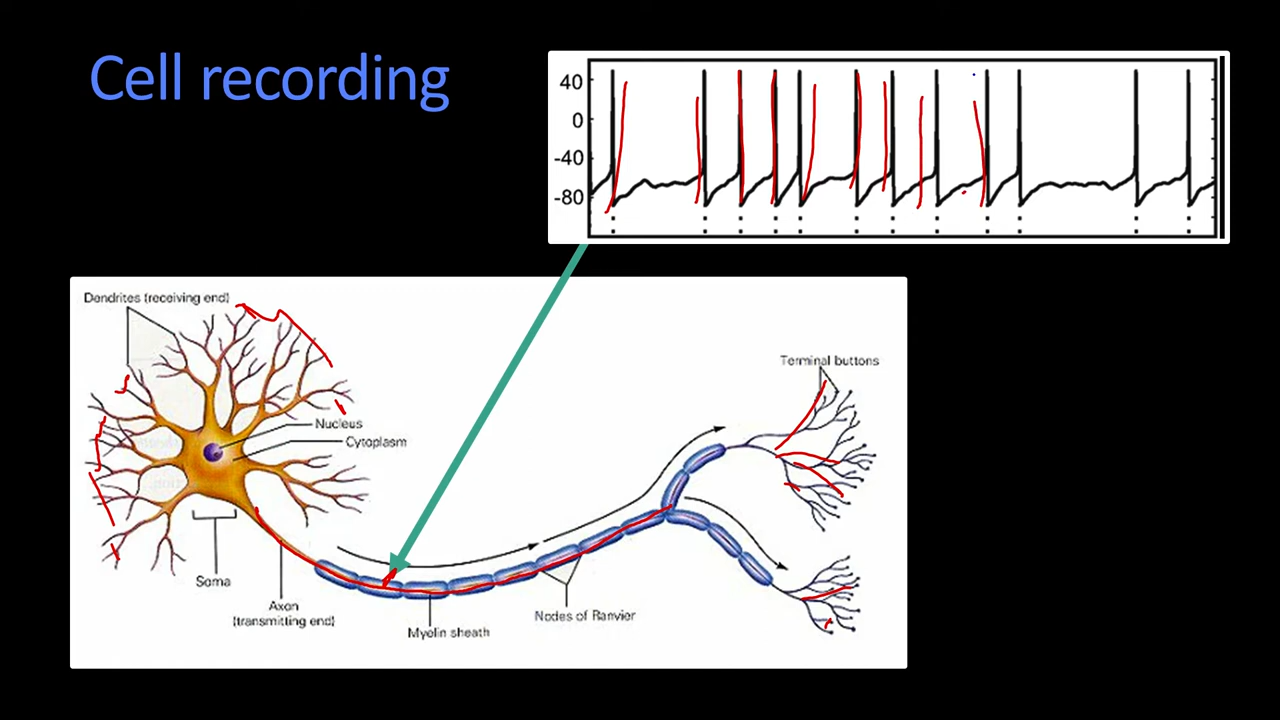 Cell recording
40
0
-40
-80
Dendrites (receiving end)
Terminal buttons
Nucleus
Cytoplasm
Soma
Axon
(transmitting end)
Myelin sheath
Nodes of Ranvier